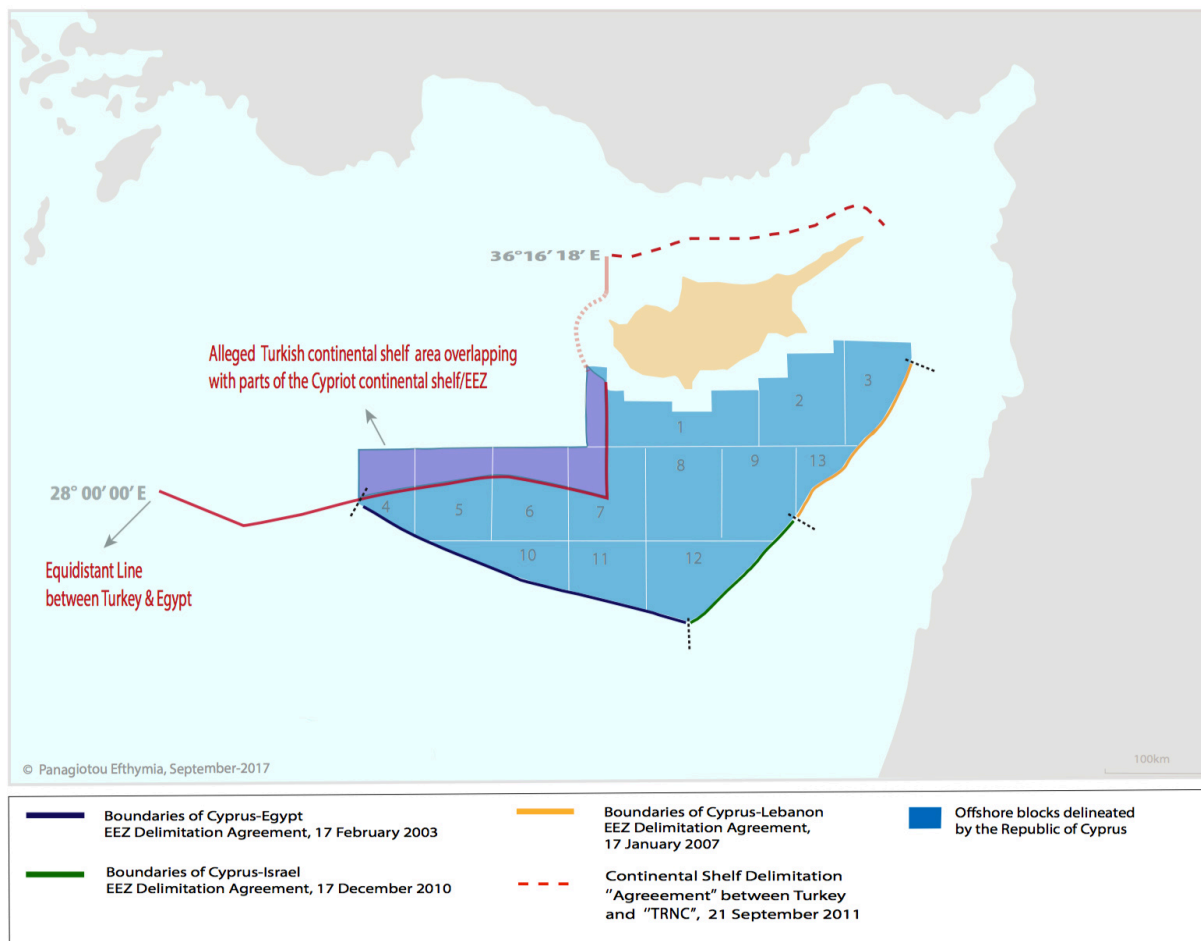 36°16′ 18′ E
Alleged Turkish continental shelf area overlapping
with parts of the Cypriot continental shelf/EEZ
28° 00′ 00′ E
Equidistant Line
between Turkey & Egypt
1
2
3
4
5
6
7
8
9
13
10
11
12
© Panagiotou Efthymia, September-2017
100km
Boundaries of Cyprus-Egypt
EEZ Delimitation Agreement, 17 February 2003
Boundaries of Cyprus-Israel
EEZ Delimitation Agreement, 17 December 2010
Boundaries of Cyprus-Lebanon
EEZ Delimitation Agreement,
17 January 2007
Continental Shelf Delimitation
“Agreeement” between Turkey
and “TRNC”, 21 September 2011
Offshore blocks delineated
by the Republic of Cyprus